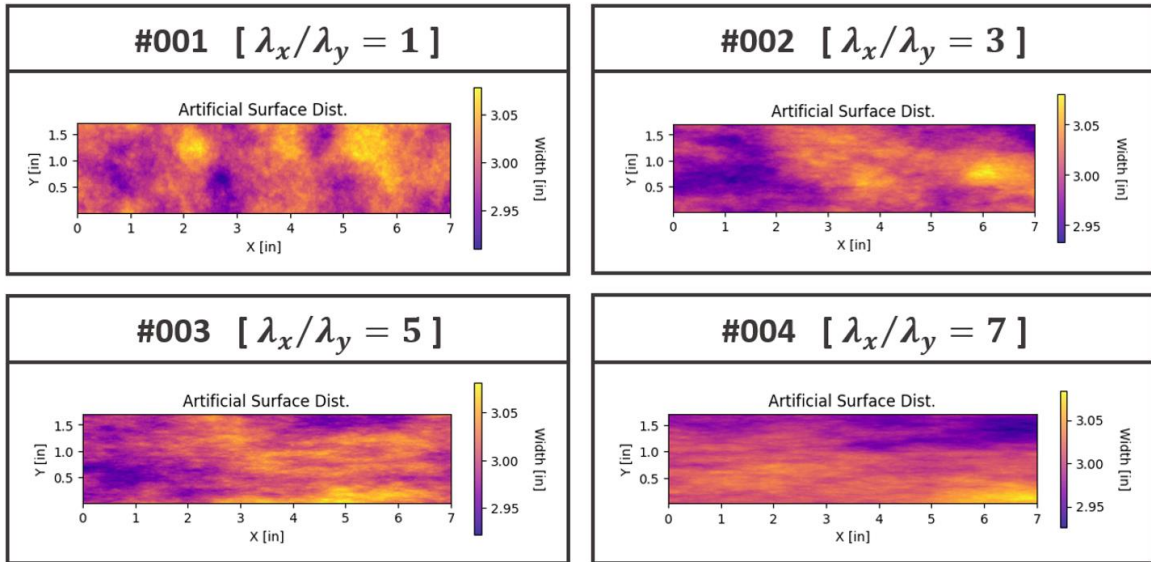 #001 [ λx/λy = 1 ]
Artificial Surface Dist.
1.5
1.0
0.5
Y [in]
0 1 2 3 4 5 6 7
X [in]
3.05
3.00
2.95
Width [in]
#002 [ λx/λy = 3 ]
Artificial Surface Dist.
1.5
1.0
0.5
Y [in]
0 1 2 3 4 5 6 7
X [in]
3.05
3.00
2.95
Width [in]
#003 [ λx/λy = 5 ]
Artificial Surface Dist.
1.5
1.0
0.5
Y [in]
0 1 2 3 4 5 6 7
X [in]
3.05
3.00
2.95
Width [in]
#004 [ λx/λy = 7 ]
Artificial Surface Dist.
1.5
1.0
0.5
Y [in]
0 1 2 3 4 5 6 7
X [in]
3.05
3.00
2.95
Width [in]